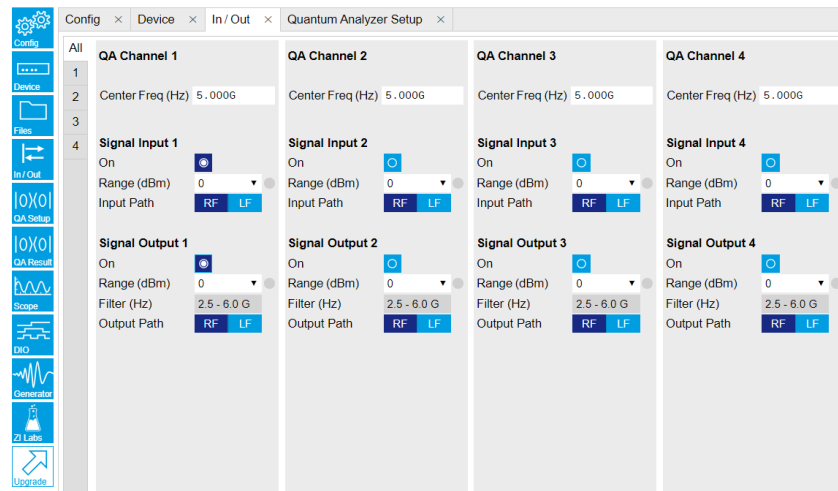 Config × Device × In / Out × Quantum Analyzer Setup ×
Config
Device
Files
In / Out
|0⟩⟨0|
QA Setup
|0⟩⟨0|
QA Result
Scope
DIO
Generator
ZI Labs
Upgrade
All
1
2
3
4
QA Channel 1
Center Freq (Hz) 5.000G
Signal Input 1
On
Range (dBm) 0
Input Path RF LF
Signal Output 1
On
Range (dBm) 0
Filter (Hz) 2.5 - 6.0 G
Output Path RF LF
QA Channel 2
Center Freq (Hz) 5.000G
Signal Input 2
On
Range (dBm) 0
Input Path RF LF
Signal Output 2
On
Range (dBm) 0
Filter (Hz) 2.5 - 6.0 G
Output Path RF LF
QA Channel 3
Center Freq (Hz) 5.000G
Signal Input 3
On
Range (dBm) 0
Input Path RF LF
Signal Output 3
On
Range (dBm) 0
Filter (Hz) 2.5 - 6.0 G
Output Path RF LF
QA Channel 4
Center Freq (Hz) 5.000G
Signal Input 4
On
Range (dBm) 0
Input Path RF LF
Signal Output 4
On
Range (dBm) 0
Filter (Hz) 2.5 - 6.0 G
Output Path RF LF